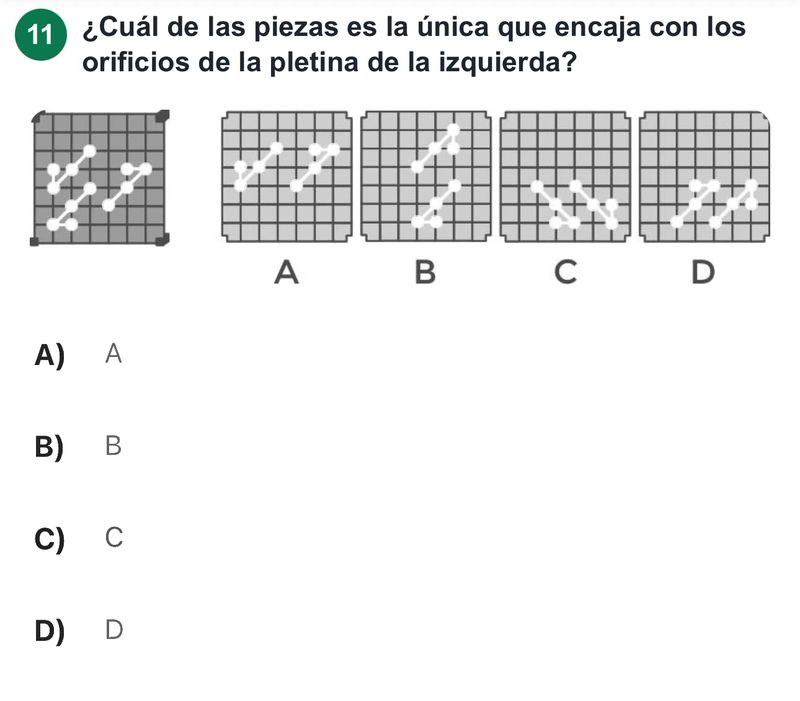 11 ¿Cuál de las piezas es la única que encaja con los
orificios de la pletina de la izquierda?
A B C D
A) A
B) B
C) C
D) D